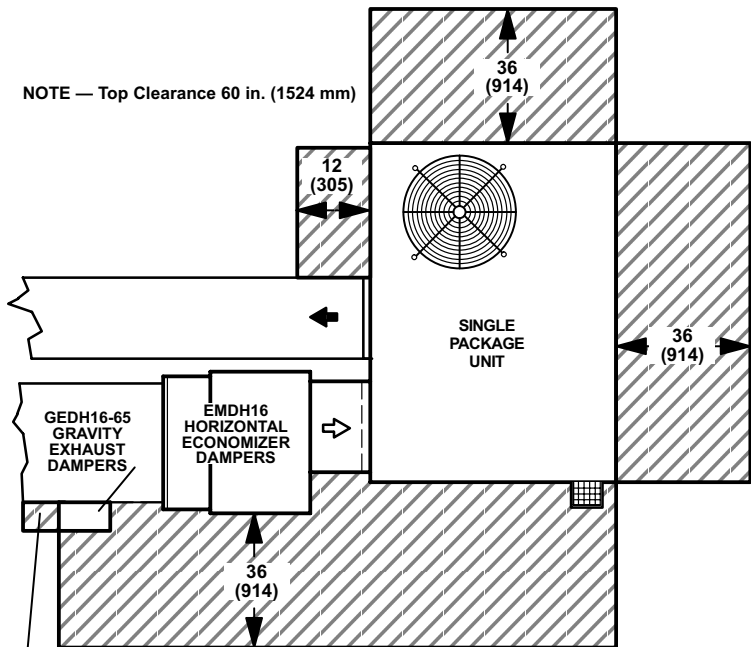 NOTE — Top Clearance 60 in. (1524 mm)
36
(914)
12
(305)
SINGLE
PACKAGE
UNIT
36
(914)
GEDH16-65
GRAVITY
EXHAUST
DAMPERS
EMDH16
HORIZONTAL
ECONOMIZER
DAMPERS
36
(914)